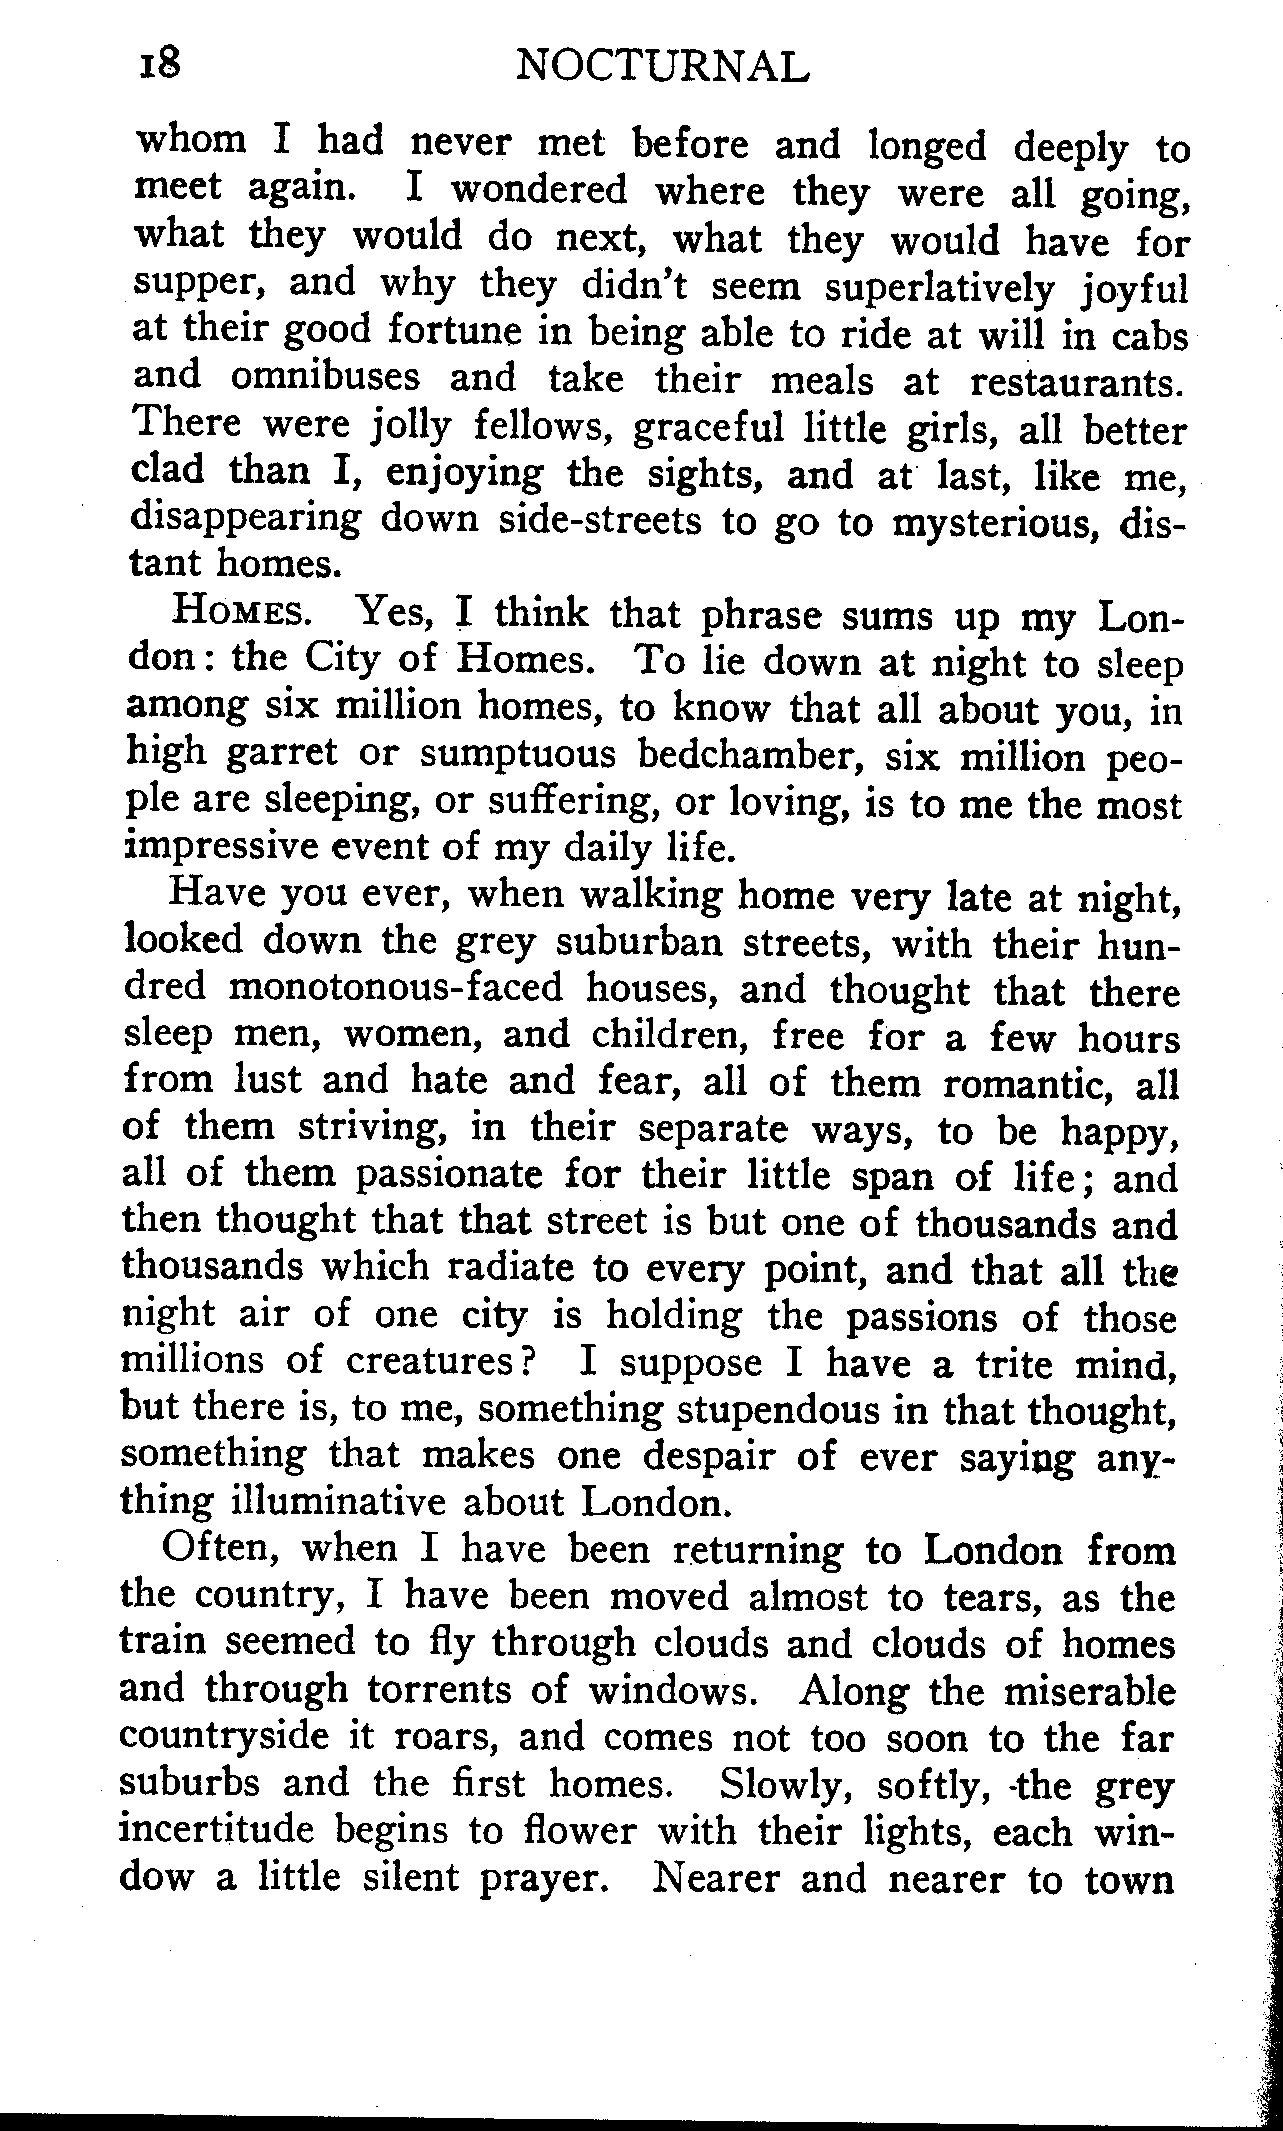 18 NOCTURNAL
whom I had never met before and longed deeply to
meet again. I wondered where they were all going,
what they would do next, what they would have for
supper, and why they didn't seem superlatively joyful
at their good fortune in being able to ride at will in cabs
and omnibuses and take their meals at restaurants.
There were jolly fellows, graceful little girls, all better
clad than I, enjoying the sights, and at last, like me,
disappearing down side-streets to go to mysterious, dis-
tant homes.
HOMES. Yes, I think that phrase sums up my Lon-
don: the City of Homes. To lie down at night to sleep
among six million homes, to know that all about you, in
high garret or sumptuous bedchamber, six million peo-
ple are sleeping, or suffering, or loving, is to me the most
impressive event of my daily life.
Have you ever, when walking home very late at night,
looked down the grey suburban streets, with their hun-
dred monotonous-faced houses, and thought that there
sleep men, women, and children, free for a few hours
from lust and hate and fear, all of them romantic, all
of them striving, in their separate ways, to be happy,
all of them passionate for their little span of life; and
then thought that that street is but one of thousands and
thousands which radiate to every point, and that all the
night air of one city is holding the passions of those
millions of creatures? I suppose I have a trite mind,
but there is, to me, something stupendous in that thought,
something that makes one despair of ever saying any-
thing illuminative about London.
Often, when I have been returning to London from
the country, I have been moved almost to tears, as the
train seemed to fly through clouds and clouds of homes
and through torrents of windows. Along the miserable
countryside it roars, and comes not too soon to the far
suburbs and the first homes. Slowly, softly, the grey
incertitude begins to flower with their lights, each win-
dow a little silent prayer. Nearer and nearer to town